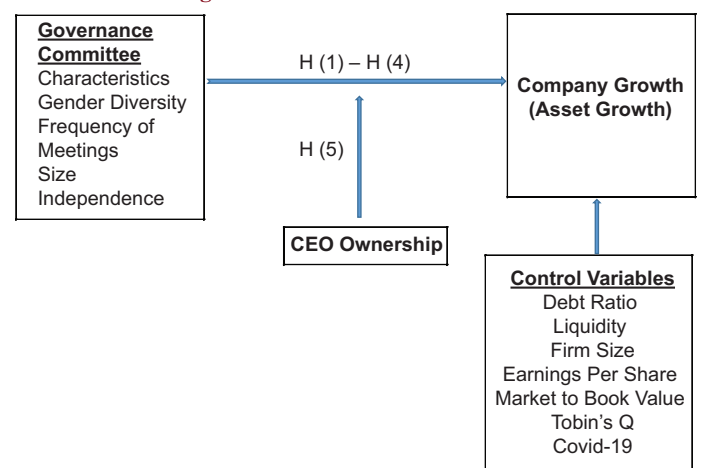 Governance
Committee
Characteristics
Gender Diversity
Frequency of
Meetings
Size
Independence
H (1) – H (4)
H (5)
Company Growth
(Asset Growth)
CEO Ownership
Control Variables
Debt Ratio
Liquidity
Firm Size
Earnings Per Share
Market to Book Value
Tobin’s Q
Covid-19